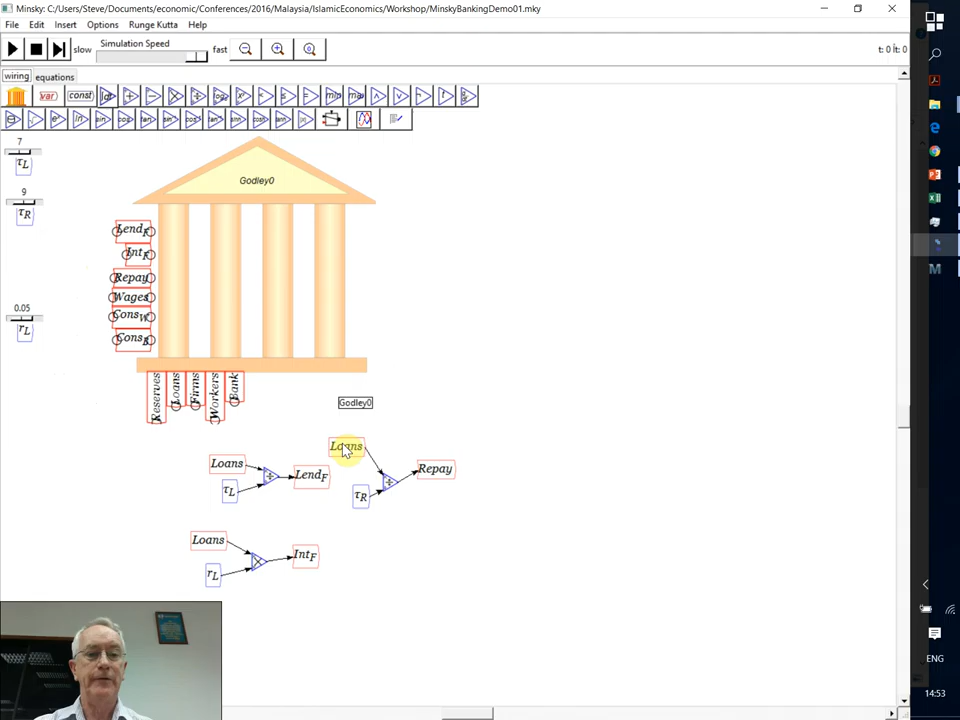 Minsky: C:/Users/Steve/Documents/economic/Conferences/2016/Malaysia/IslamicEconomics/Workshop/MinskyBankingDemo01.mky
File Edit Insert Options Runge Kutta Help
Simulation Speed
slow fast
t: 0 Δt: 0
wiring equations
var const
7
τL
9
τR
0.05
rL
Godley0
LendF
IntF
Repay
Wages
ConsW
ConsB
Reserves Loans Firms Workers Bank
Godley0
Loans
Loans ÷ LendF
τL
÷ Repay
τR
Loans
× IntF
rL
ENG
14:53